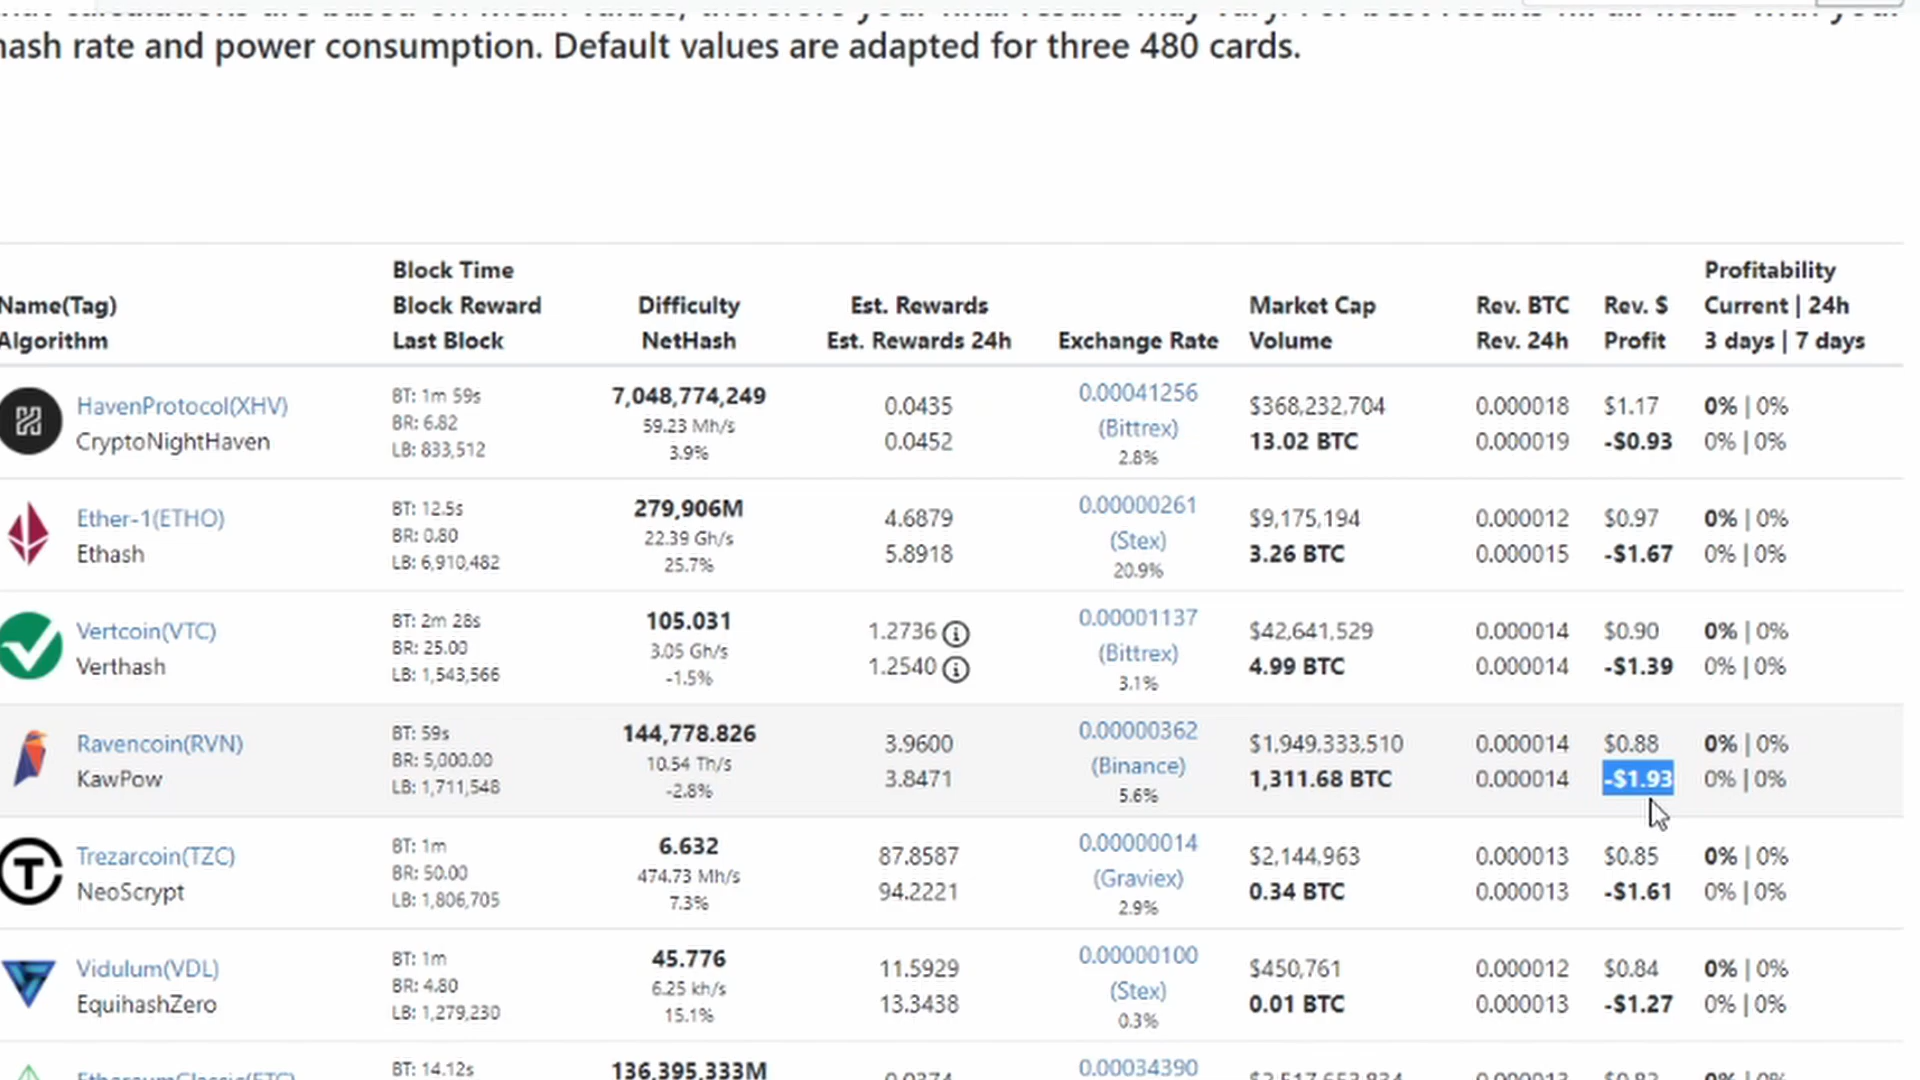 hash rate and power consumption. Default values are adapted for three 480 cards.
Name(Tag)
Algorithm
Block Time
Block Reward
Last Block
Difficulty
NetHash
Est. Rewards
Est. Rewards 24h
Exchange Rate
Market Cap
Volume
Rev. BTC
Rev. 24h
Rev. $
Profit
Profitability
Current | 24h
3 days | 7 days
HavenProtocol(XHV)
CryptoNightHaven
BT: 1m 59s
BR: 6.82
LB: 833,512
7,048,774,249
59.23 Mh/s
3.9%
0.0435
0.0452
0.00041256
(Bittrex)
2.8%
$368,232,704
13.02 BTC
0.000018
0.000019
$1.17
-$0.93
0% | 0%
0% | 0%
Ether-1(ETHO)
Ethash
BT: 12.5s
BR: 0.80
LB: 6,910,482
279,906M
22.39 Gh/s
25.7%
4.6879
5.8918
0.00000261
(Stex)
20.9%
$9,175,194
3.26 BTC
0.000012
0.000015
$0.97
-$1.67
0% | 0%
0% | 0%
Vertcoin(VTC)
Verthash
BT: 2m 28s
BR: 25.00
LB: 1,543,566
105.031
3.05 Gh/s
-1.5%
1.2736
1.2540
0.00001137
(Bittrex)
3.1%
$42,641,529
4.99 BTC
0.000014
0.000014
$0.90
-$1.39
0% | 0%
0% | 0%
Ravencoin(RVN)
KawPow
BT: 59s
BR: 5,000.00
LB: 1,711,548
144,778.826
10.54 Th/s
-2.8%
3.9600
3.8471
0.00000362
(Binance)
5.6%
$1,949,333,510
1,311.68 BTC
0.000014
0.000014
$0.88
-$1.93
0% | 0%
0% | 0%
Trezarcoin(TZC)
NeoScrypt
BT: 1m
BR: 50.00
LB: 1,806,705
6.632
474.73 Mh/s
7.3%
87.8587
94.2221
0.00000014
(Graviex)
2.9%
$2,144,963
0.34 BTC
0.000013
0.000013
$0.85
-$1.61
0% | 0%
0% | 0%
Vidulum(VDL)
EquihashZero
BT: 1m
BR: 4.80
LB: 1,279,230
45.776
6.25 kh/s
15.1%
11.5929
13.3438
0.00000100
(Stex)
0.3%
$450,761
0.01 BTC
0.000012
0.000013
$0.84
-$1.27
0% | 0%
0% | 0%
BT: 14.12s
136,395,333M
0.00034390